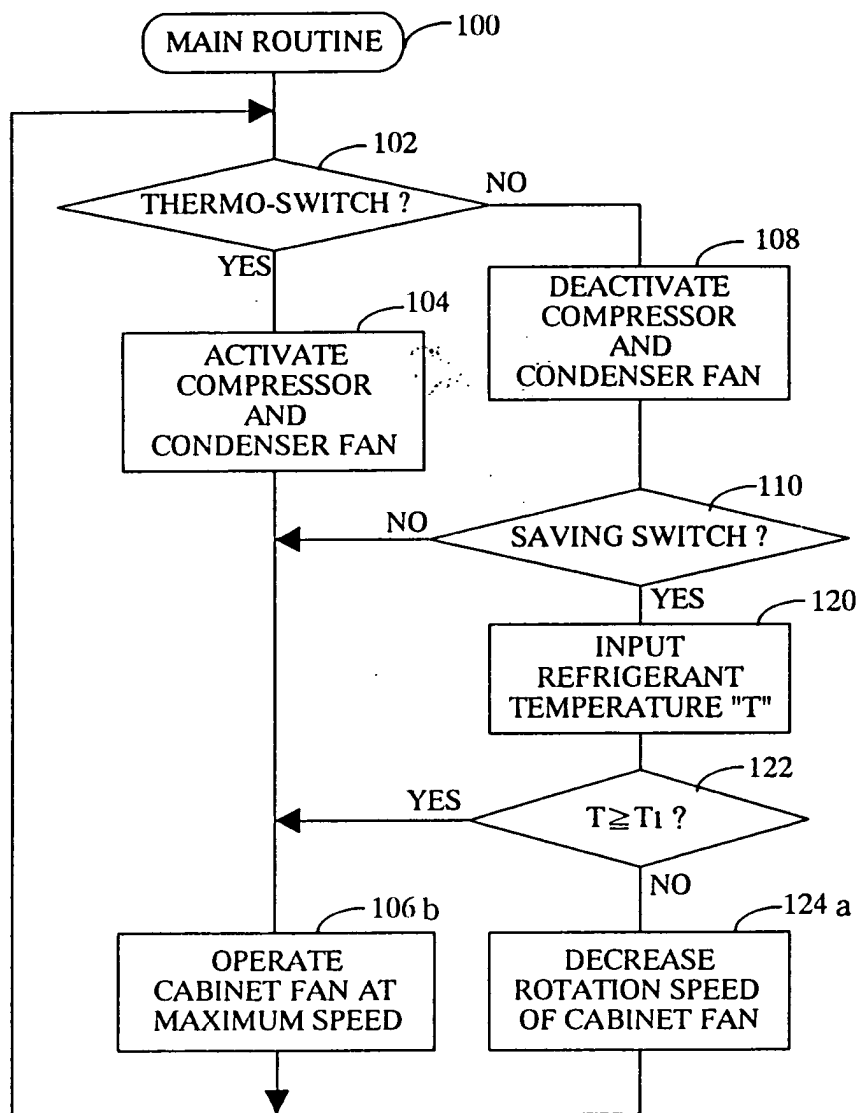 MAIN ROUTINE
100
102
THERMO-SWITCH ?
NO
YES
108
DEACTIVATE
COMPRESSOR
AND
CONDENSER FAN
104
ACTIVATE
COMPRESSOR
AND
CONDENSER FAN
110
NO
SAVING SWITCH ?
YES
120
INPUT
REFRIGERANT
TEMPERATURE "T"
122
YES
T≧T1 ?
NO
106 b
OPERATE
CABINET FAN AT
MAXIMUM SPEED
124 a
DECREASE
ROTATION SPEED
OF CABINET FAN